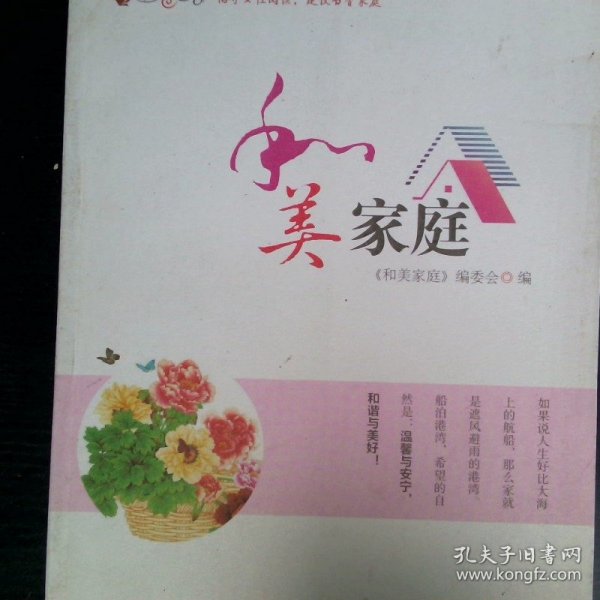 和美家庭
《和美家庭》编委会◎编
如果说人生好比大海
上的航船，那么家就
是遮风避雨的港湾。
船泊港湾，希望的自
然是：温馨与安宁，
和谐与美好！
孔夫子旧书网
www.kongfz.com